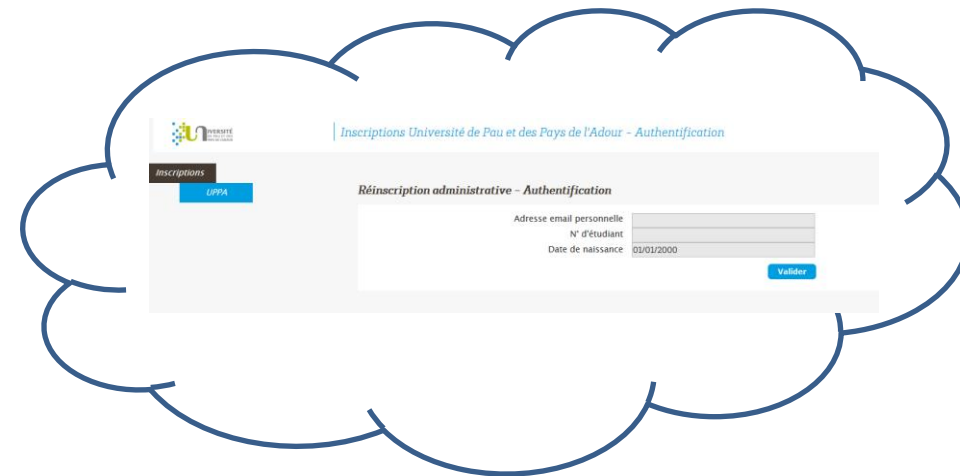 UNIVERSITÉ
Inscriptions Université de Pau et des Pays de l'Adour - Authentification
Inscriptions
UPPA
Réinscription administrative - Authentification
Adresse email personnelle
N° d'étudiant
Date de naissance 01/01/2000
Valider